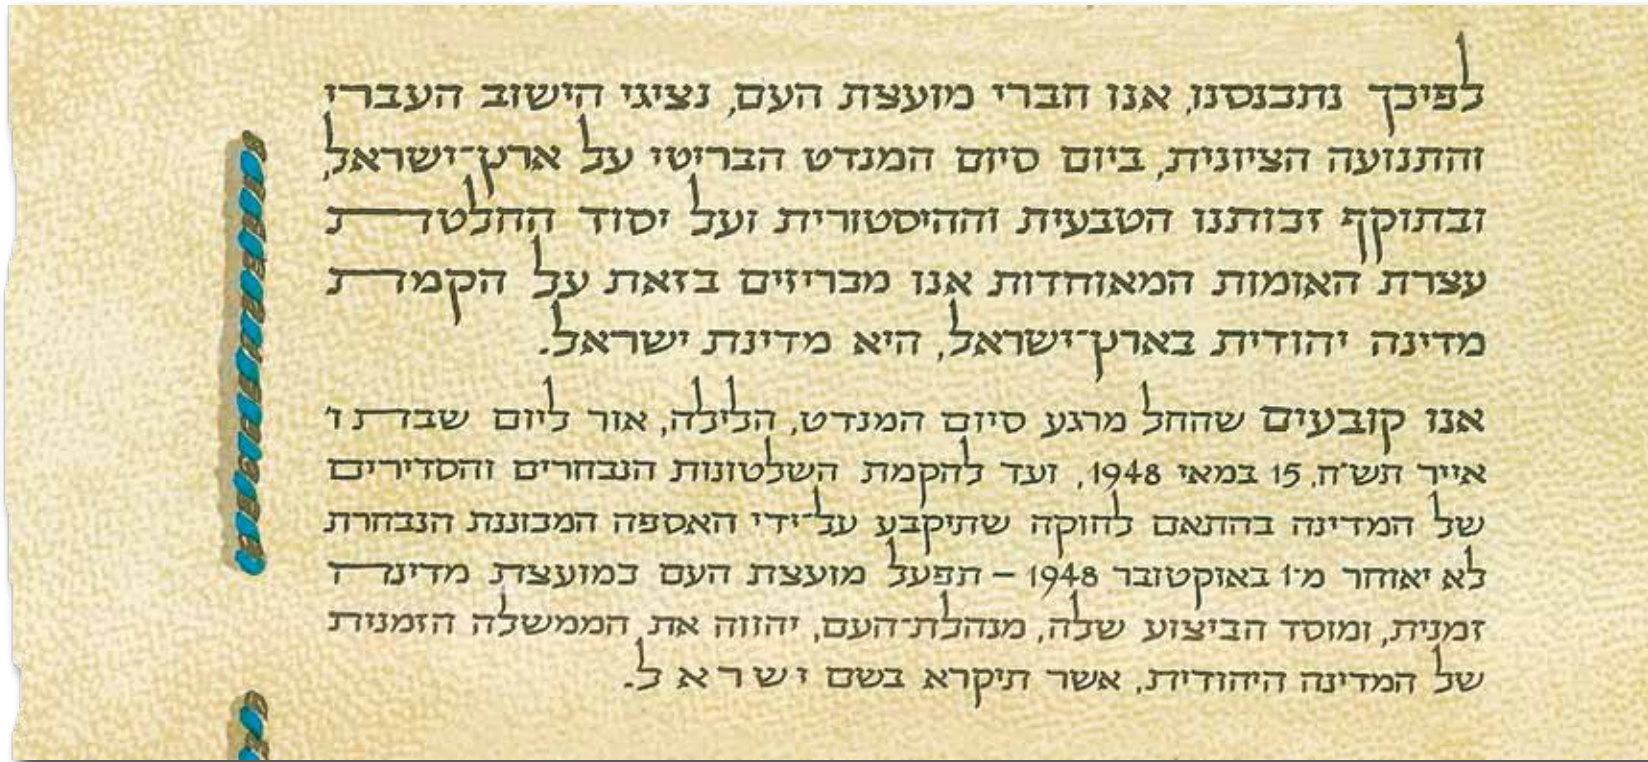 לפיכך נתכנסנו, אנו חברי מועצת העם, נציגי הישוב העברי
והתנועה הציונית, ביום סיום המנדט הבריטי על ארץ־ישראל,
ובתוקף זכותנו הטבעית וההיסטורית ועל יסוד החלטת
עצרת האומות המאוחדות אנו מכריזים בזאת על הקמת
מדינה יהודית בארץ־ישראל, היא מדינת ישראל.
אנו קובעים שהחל מרגע סיום המנדט, הלילה, אור ליום שבת ו׳
אייר תש״ח, 15 במאי 1948, ועד להקמת השלטונות הנבחרים והסדירים
של המדינה בהתאם לחוקה שתיקבע על־ידי האספה המכוננת הנבחרת
לא יאוחר מ־1 באוקטובר 1948 – תפעל מועצת העם כמועצת מדינה
זמנית, ומוסד הביצוע שלה, מנהלת־העם, יהווה את הממשלה הזמנית
של המדינה היהודית, אשר תיקרא בשם ישראל.